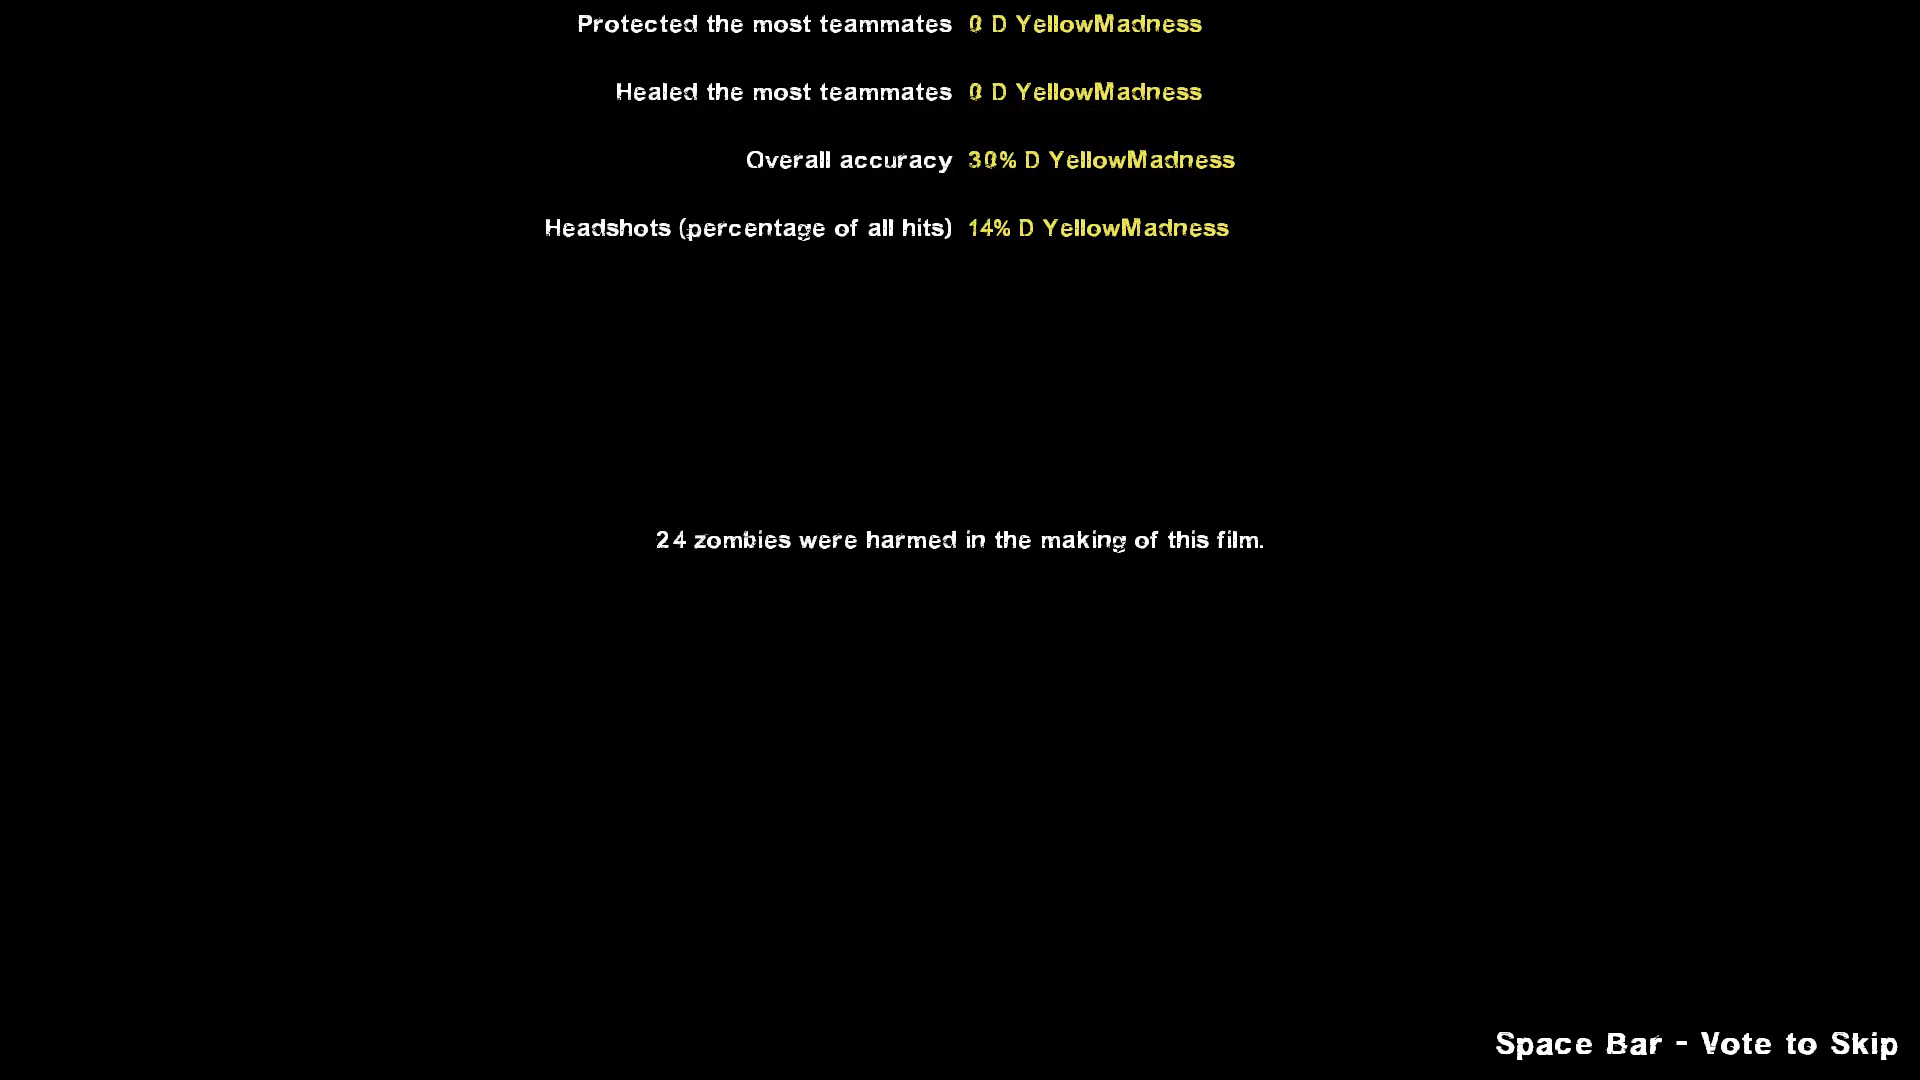 Protected the most teammates 0 D YellowMadness
Healed the most teammates 0 D YellowMadness
Overall accuracy 30% D YellowMadness
Headshots (percentage of all hits) 14% D YellowMadness
24 zombies were harmed in the making of this film.
Space Bar - Vote to Skip